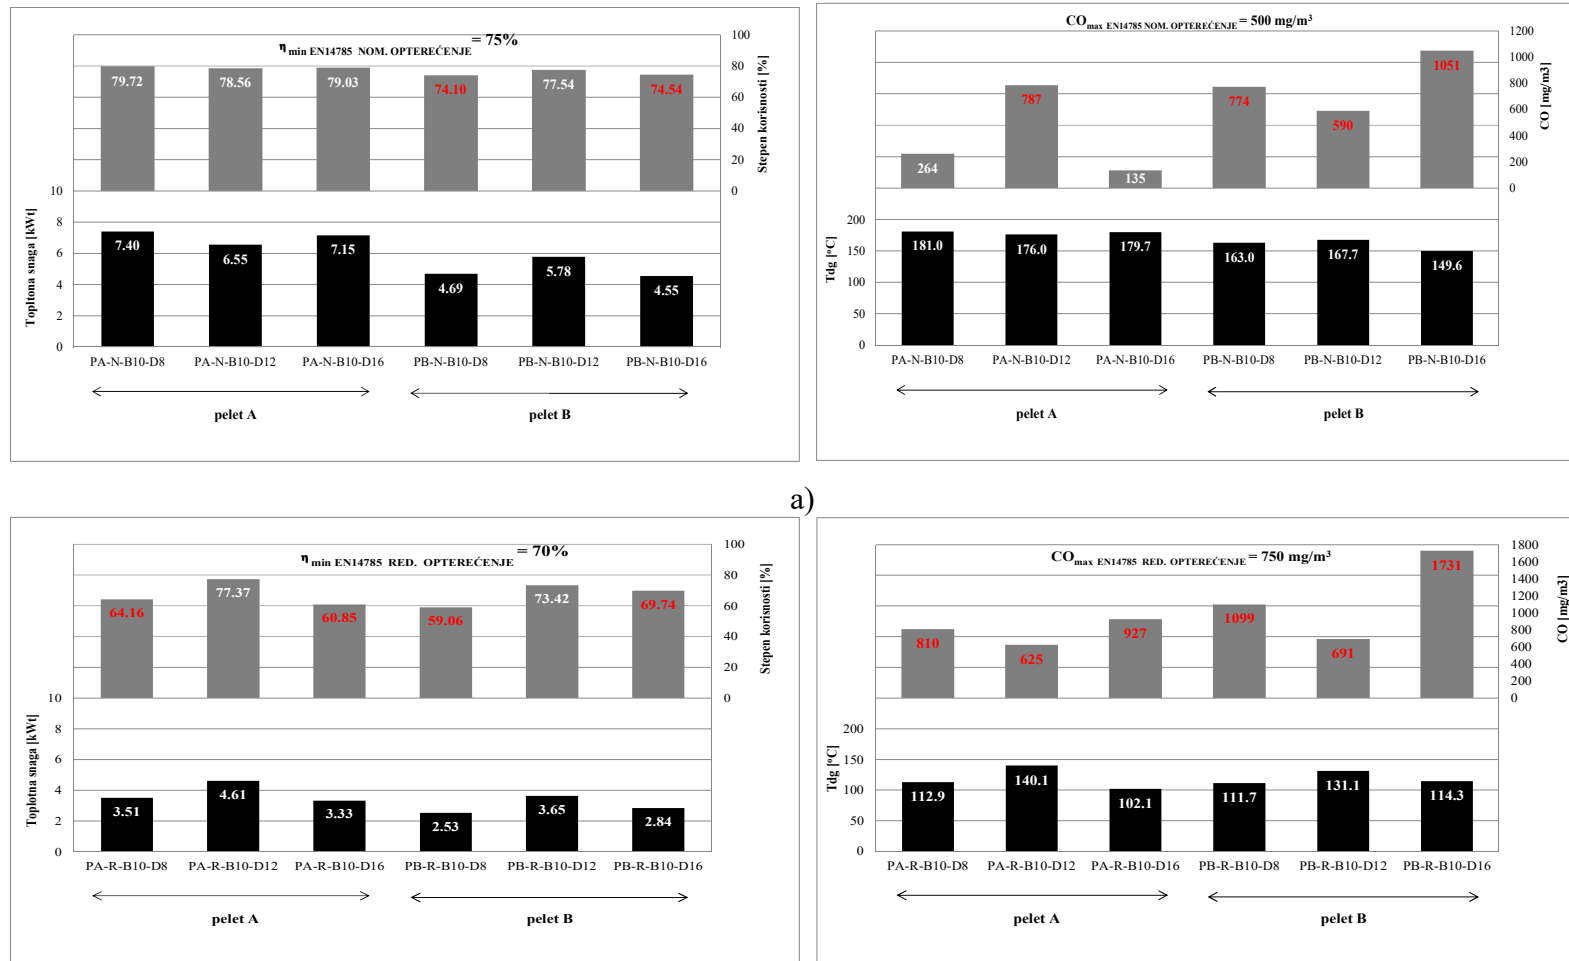 η min EN14785 NOM. OPTEREĆENJE = 75%
100
80
60
40
20
0
Stepen korisnosti [%]
79.72 78.56 79.03 74.10 77.54 74.54
10
8
6
4
2
0
Topltona snaga [kWt]
7.40 6.55 7.15 4.69 5.78 4.55
PA-N-B10-D8 PA-N-B10-D12 PA-N-B10-D16 PB-N-B10-D8 PB-N-B10-D12 PB-N-B10-D16
pelet A pelet B
CO max EN14785 NOM. OPTEREĆENJE = 500 mg/m³
1200
1000
800
600
400
200
0
CO [mg/m3]
264 787 135 774 590 1051
200
150
100
50
0
Tdg [°C]
181.0 176.0 179.7 163.0 167.7 149.6
PA-N-B10-D8 PA-N-B10-D12 PA-N-B10-D16 PB-N-B10-D8 PB-N-B10-D12 PB-N-B10-D16
pelet A pelet B
a)
η min EN14785 RED. OPTEREĆENJE = 70%
100
80
60
40
20
0
Stepen korisnosti [%]
64.16 77.37 60.85 59.06 73.42 69.74
10
8
6
4
2
0
Toplotna snaga [kWt]
3.51 4.61 3.33 2.53 3.65 2.84
PA-R-B10-D8 PA-R-B10-D12 PA-R-B10-D16 PB-R-B10-D8 PB-R-B10-D12 PB-R-B10-D16
pelet A pelet B
CO max EN14785 RED. OPTEREĆENJE = 750 mg/m³
1800
1600
1400
1200
1000
800
600
400
200
0
CO [mg/m3]
810 625 927 1099 691 1731
200
150
100
50
0
Tdg [°C]
112.9 140.1 102.1 111.7 131.1 114.3
PA-R-B10-D8 PA-R-B10-D12 PA-R-B10-D16 PB-R-B10-D8 PB-R-B10-D12 PB-R-B10-D16
pelet A pelet B